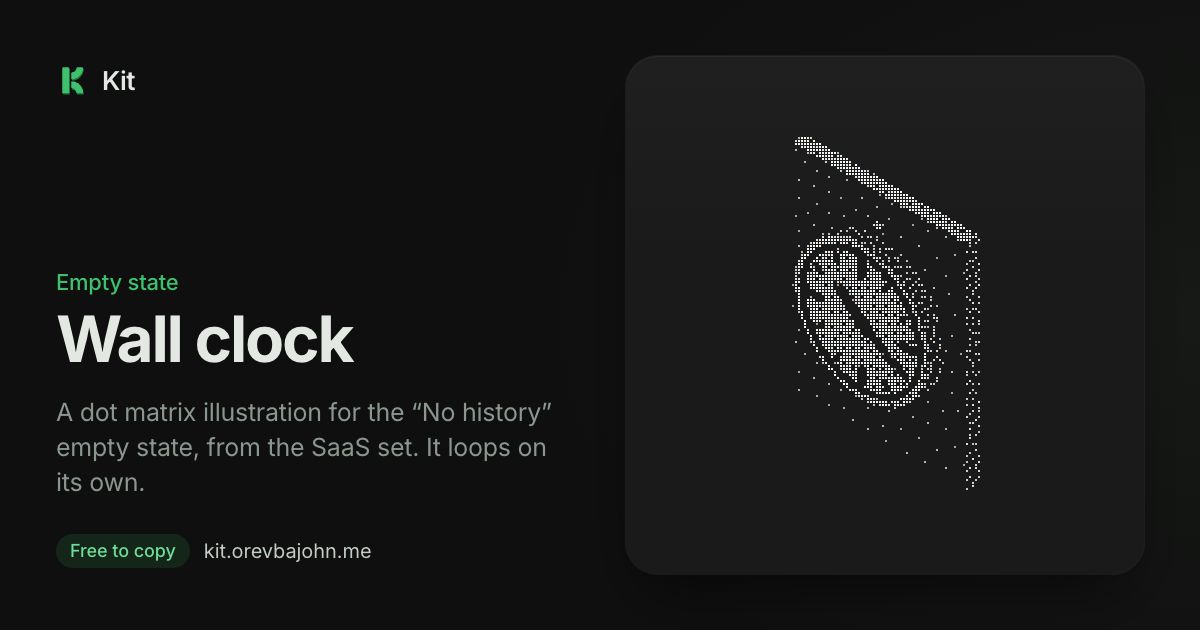 Kit
Empty state
Wall clock
A dot matrix illustration for the “No history”
empty state, from the SaaS set. It loops on
its own.
Free to copy
kit.orevbajohn.me